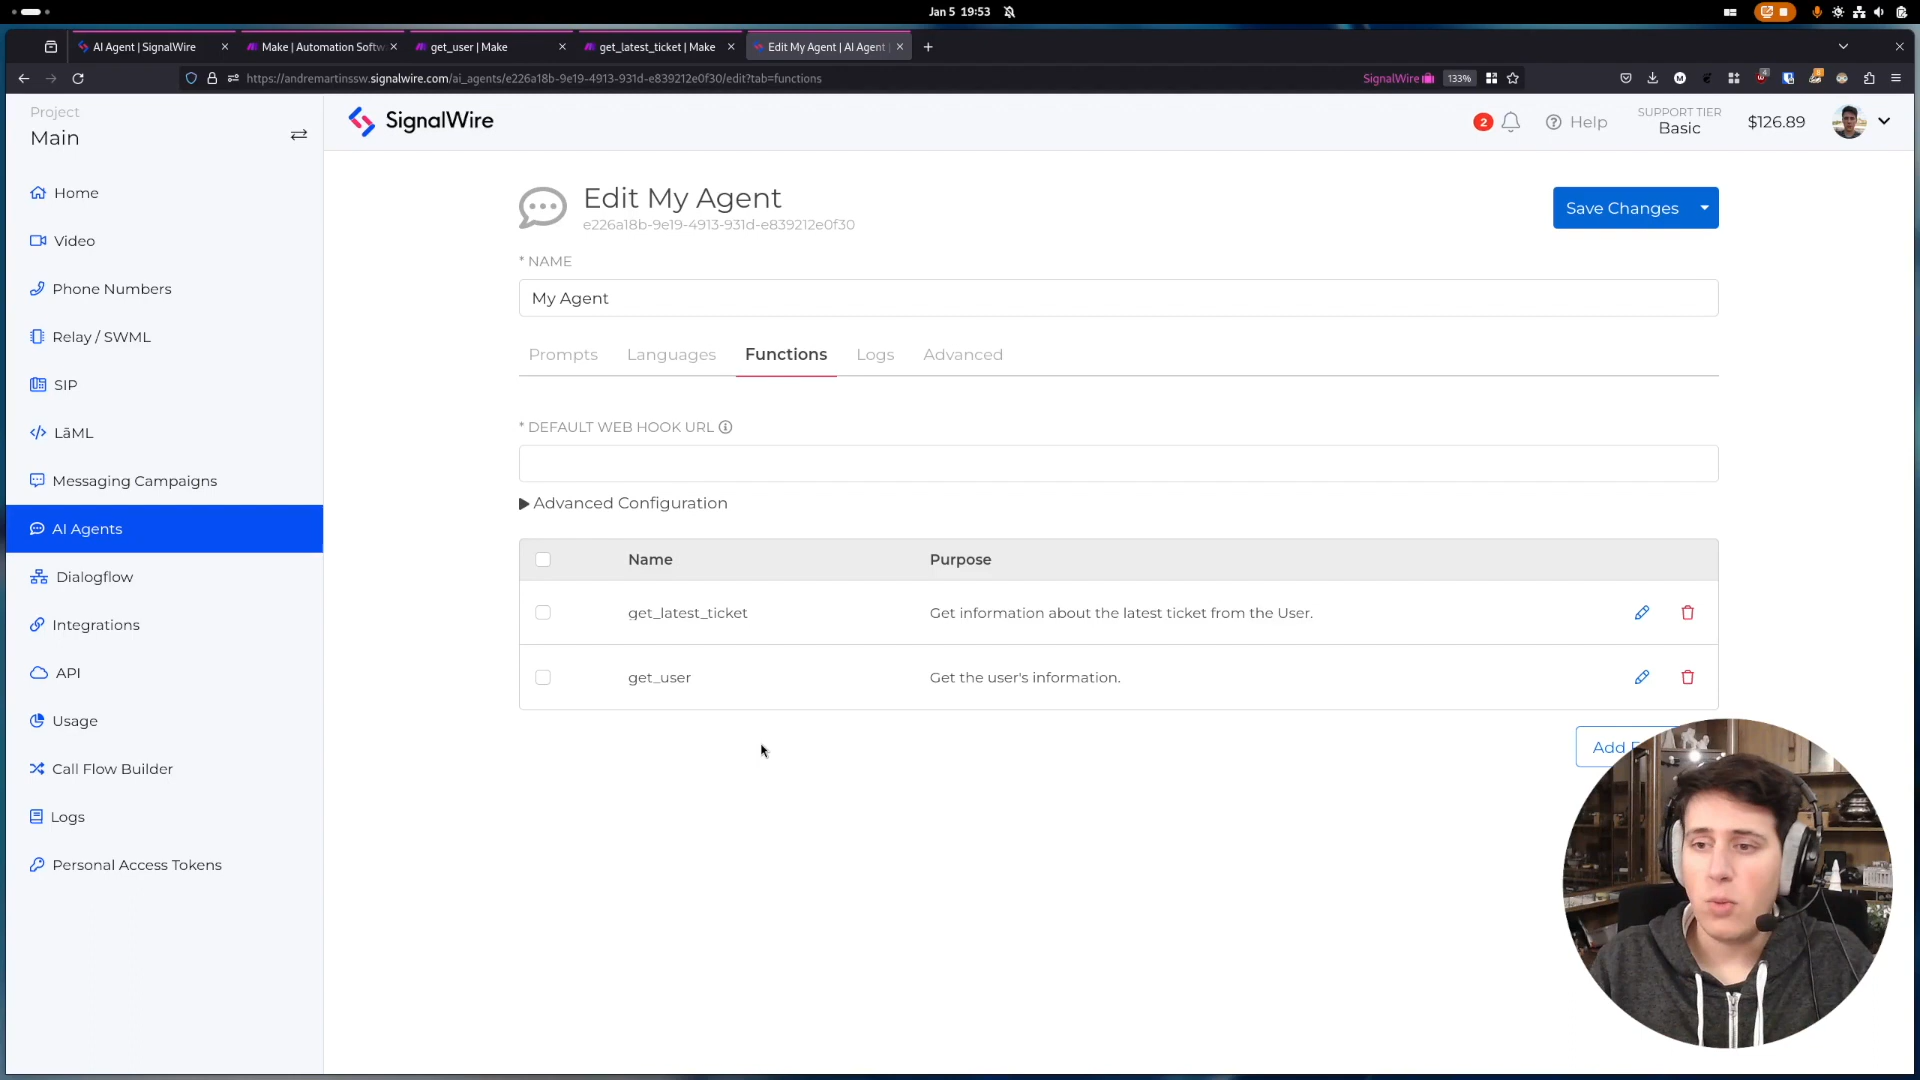 Jan 5 19:53
AI Agent | SignalWire
Make | Automation Softw
get_user | Make
get_latest_ticket | Make
Edit My Agent | AI Agent
https://andremartinssw.signalwire.com/ai_agents/e226a18b-9e19-4913-931d-e839212e0f30/edit?tab=functions
SignalWire
133%
Project
Main
Home
Video
Phone Numbers
Relay / SWML
SIP
LāML
Messaging Campaigns
AI Agents
Dialogflow
Integrations
API
Usage
Call Flow Builder
Logs
Personal Access Tokens
SignalWire
2
Help
SUPPORT TIER
Basic
$126.89
Edit My Agent
e226a18b-9e19-4913-931d-e839212e0f30
Save Changes
* NAME
My Agent
Prompts
Languages
Functions
Logs
Advanced
* DEFAULT WEB HOOK URL
Advanced Configuration
Name
Purpose
get_latest_ticket
Get information about the latest ticket from the User.
get_user
Get the user's information.
Add